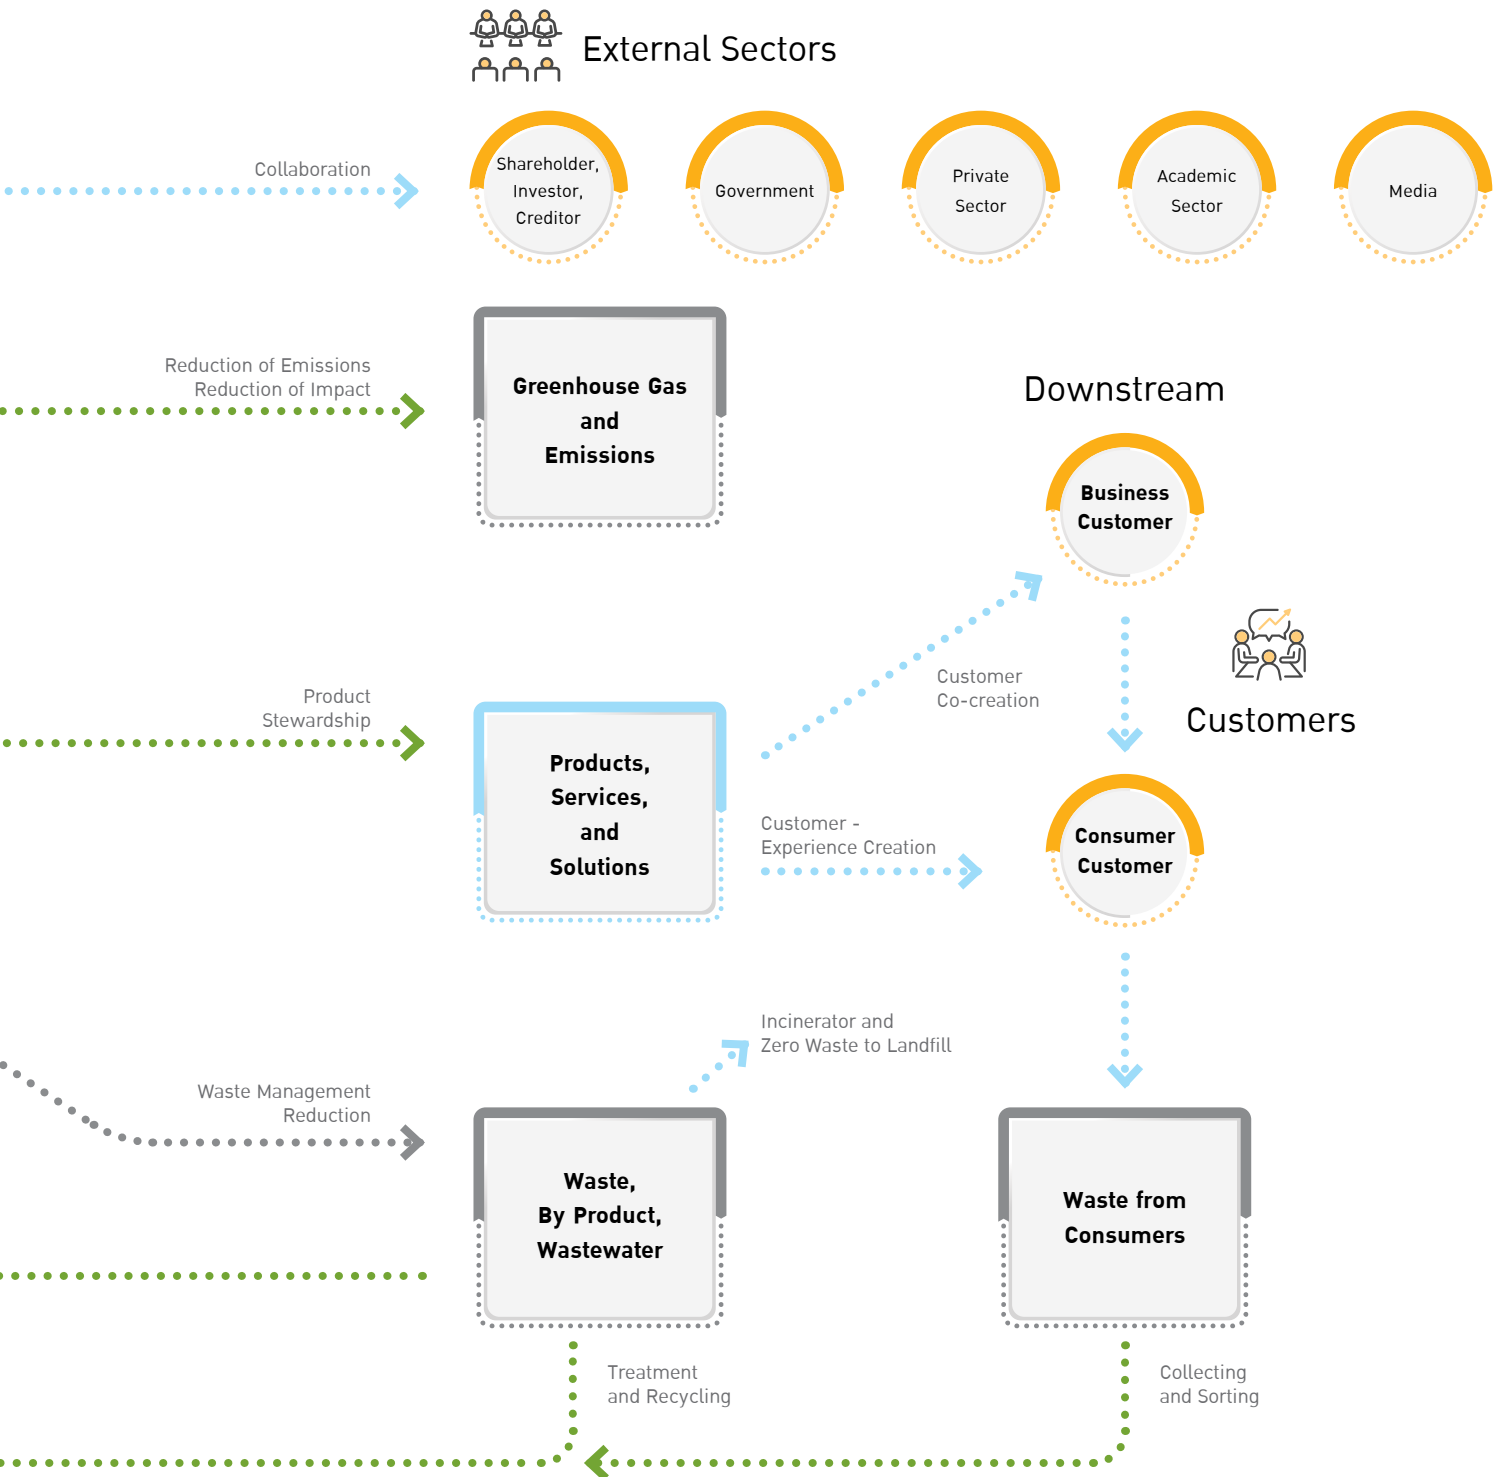 External Sectors
Collaboration
Shareholder,
Investor,
Creditor
Government
Private
Sector
Academic
Sector
Media
Reduction of Emissions
Reduction of Impact
Greenhouse Gas
and
Emissions
Downstream
Business
Customer
Customer
Co-creation
Customers
Product
Stewardship
Products,
Services,
and
Solutions
Customer -
Experience Creation
Consumer
Customer
Incinerator and
Zero Waste to Landfill
Waste Management
Reduction
Waste,
By Product,
Wastewater
Waste from
Consumers
Treatment
and Recycling
Collecting
and Sorting